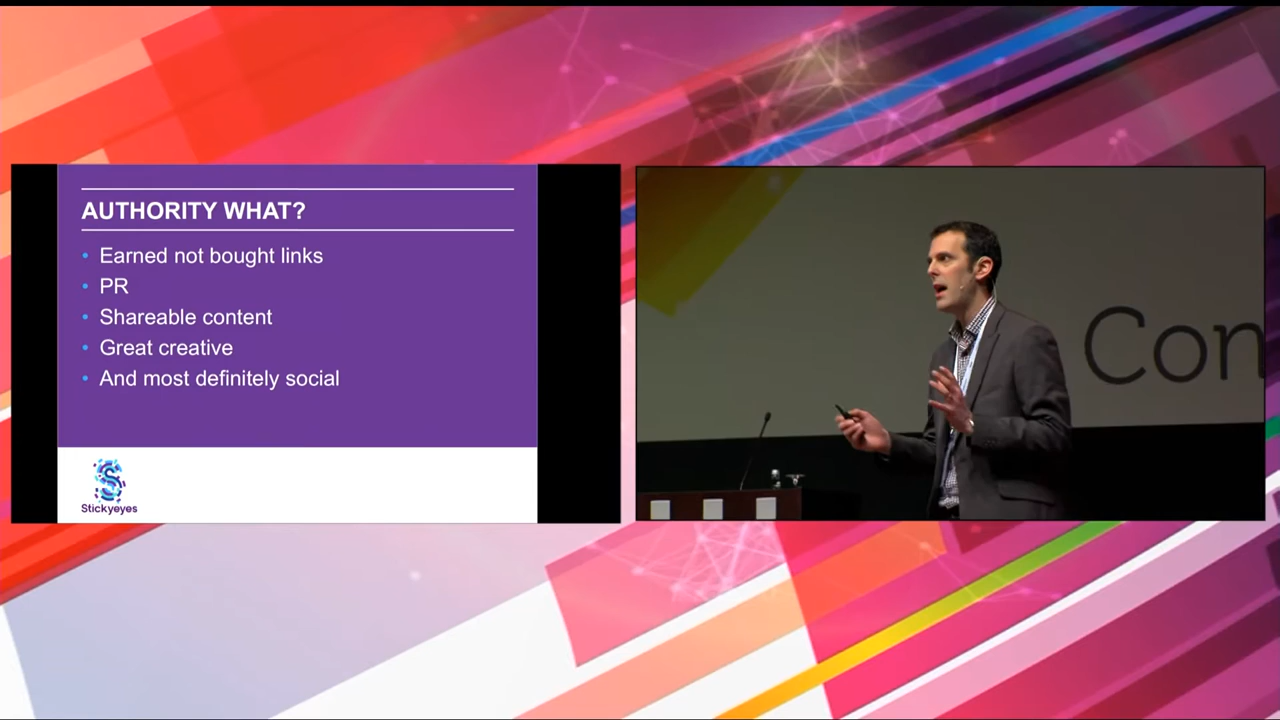 AUTHORITY WHAT?
• Earned not bought links
• PR
• Shareable content
• Great creative
• And most definitely social
Stickyeyes
Con